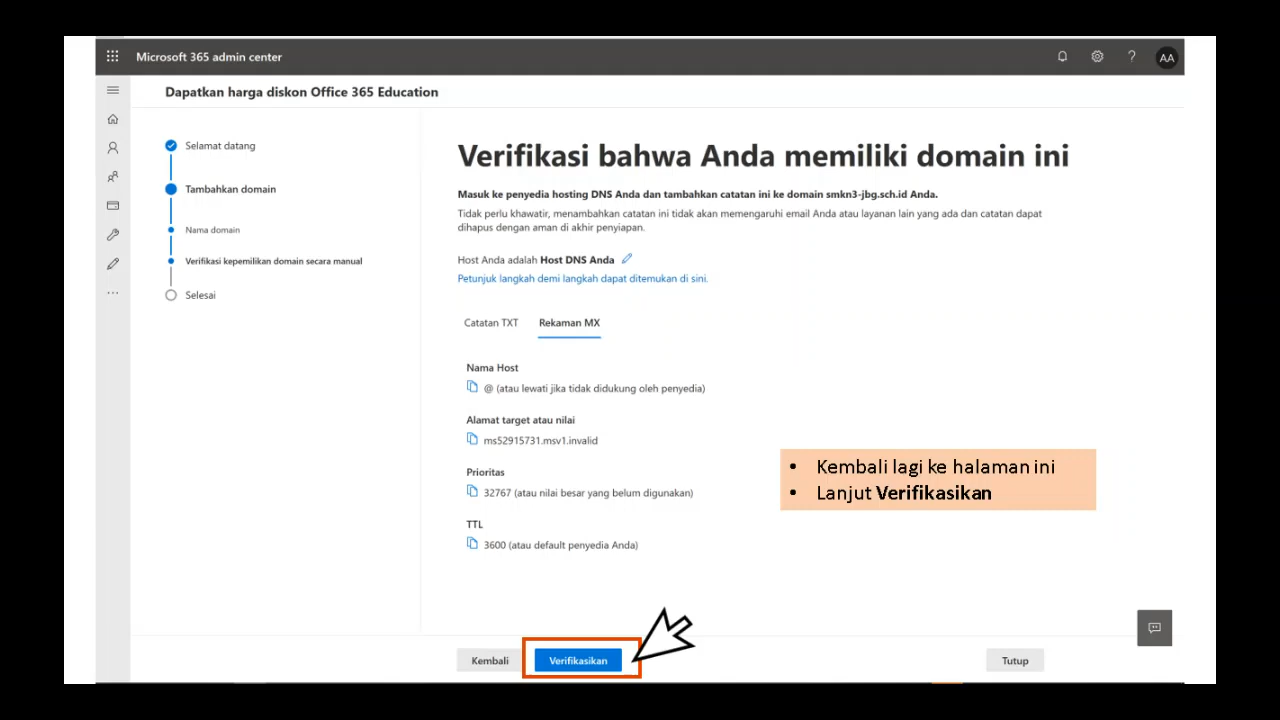 Microsoft 365 admin center
AA
Dapatkan harga diskon Office 365 Education
Selamat datang
Tambahkan domain
Nama domain
Verifikasi kepemilikan domain secara manual
Selesai
Verifikasi bahwa Anda memiliki domain ini
Masuk ke penyedia hosting DNS Anda dan tambahkan catatan ini ke domain smkn3-jbg.sch.id Anda.
Tidak perlu khawatir, menambahkan catatan ini tidak akan memengaruhi email Anda atau layanan lain yang ada dan catatan dapat
dihapus dengan aman di akhir penyiapan.
Host Anda adalah Host DNS Anda
Petunjuk langkah demi langkah dapat ditemukan di sini.
Catatan TXT Rekaman MX
Nama Host
@ (atau lewati jika tidak didukung oleh penyedia)
Alamat target atau nilai
ms52915731.msv1.invalid
Prioritas
32767 (atau nilai besar yang belum digunakan)
TTL
3600 (atau default penyedia Anda)
• Kembali lagi ke halaman ini
• Lanjut Verifikasikan
Kembali Verifikasikan Tutup